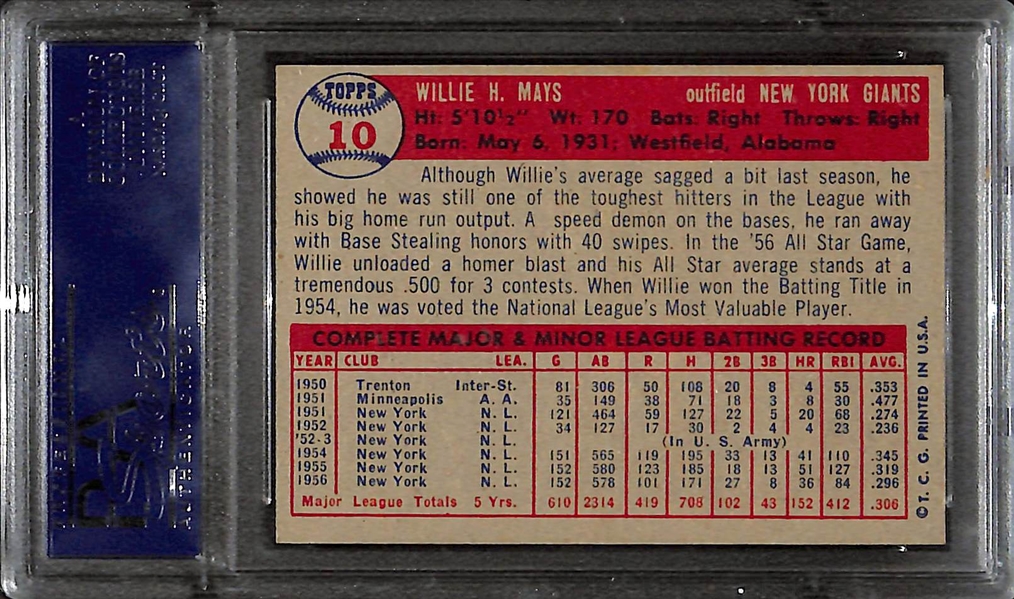 TOPPS
10
WILLIE H. MAYS outfield NEW YORK GIANTS
Ht: 5'10½" Wt: 170 Bats: Right Throws: Right
Born: May 6, 1931; Westfield, Alabama
Although Willie's average sagged a bit last season, he
showed he was still one of the toughest hitters in the League with
his big home run output. A speed demon on the bases, he ran away
with Base Stealing honors with 40 swipes. In the '56 All Star Game,
Willie unloaded a homer blast and his All Star average stands at a
tremendous .500 for 3 contests. When Willie won the Batting Title in
1954, he was voted the National League's Most Valuable Player.
COMPLETE MAJOR & MINOR LEAGUE BATTING RECORD
YEAR CLUB LEA. G AB R H 2B 3B HR RBI AVG.
1950 Trenton Inter-St. 81 306 50 108 20 8 4 55 .353
1951 Minneapolis A. A. 35 149 38 71 18 3 8 30 .477
1951 New York N. L. 121 464 59 127 22 5 20 68 .274
1952 New York N. L. 34 127 17 30 2 4 4 23 .236
'52-3 New York N. L. (In U. S. Army)
1954 New York N. L. 151 565 119 195 33 13 41 110 .345
1955 New York N. L. 152 580 123 185 18 13 51 127 .319
1956 New York N. L. 152 578 101 171 27 8 36 84 .296
Major League Totals 5 Yrs. 610 2314 419 708 102 43 152 412 .306
©T. C. G. PRINTED IN U.S.A.
PSA